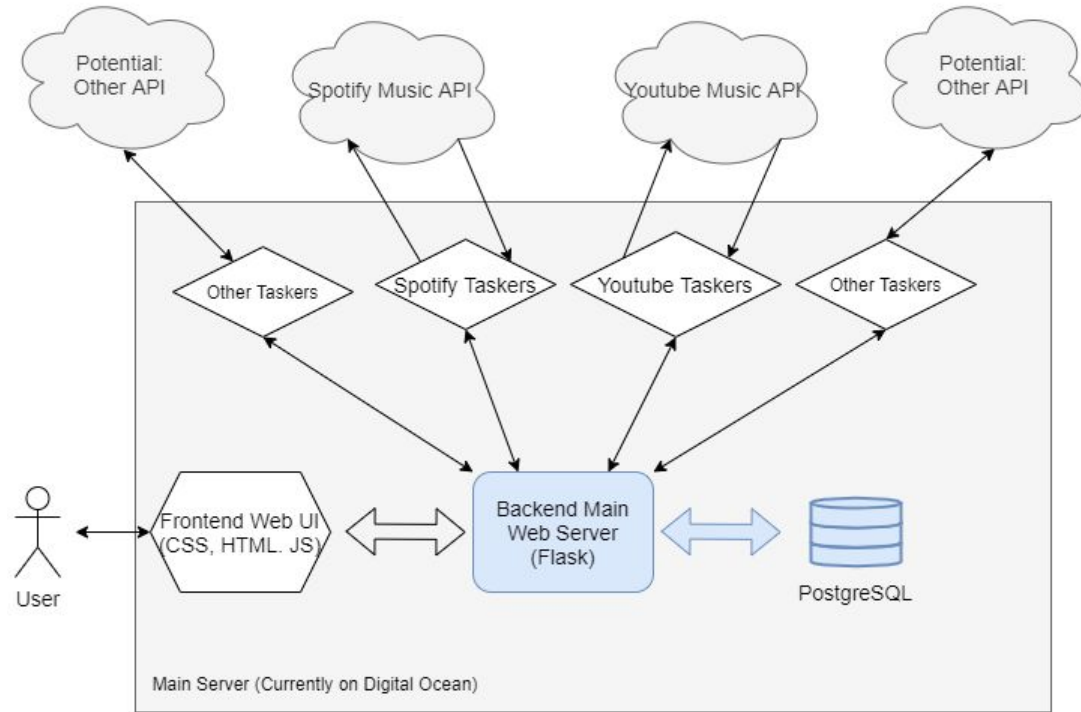 Potential:
Other API
Spotify Music API
Youtube Music API
Potential:
Other API
Other Taskers
Spotify Taskers
Youtube Taskers
Other Taskers
Frontend Web UI
(CSS, HTML. JS)
Backend Main
Web Server
(Flask)
PostgreSQL
User
Main Server (Currently on Digital Ocean)